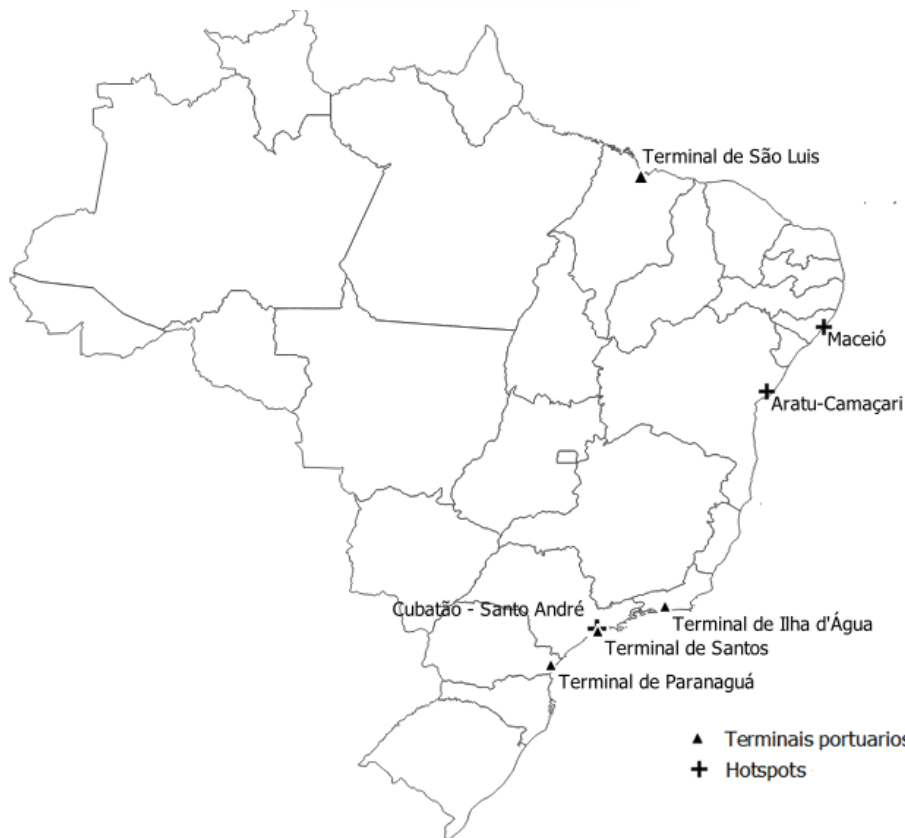 Terminal de São Luis
Maceió
Aratu-Camaçari
Cubatão - Santo André
Terminal de Ilha d'Água
Terminal de Santos
Terminal de Paranaguá
Terminais portuarios
Hotspots